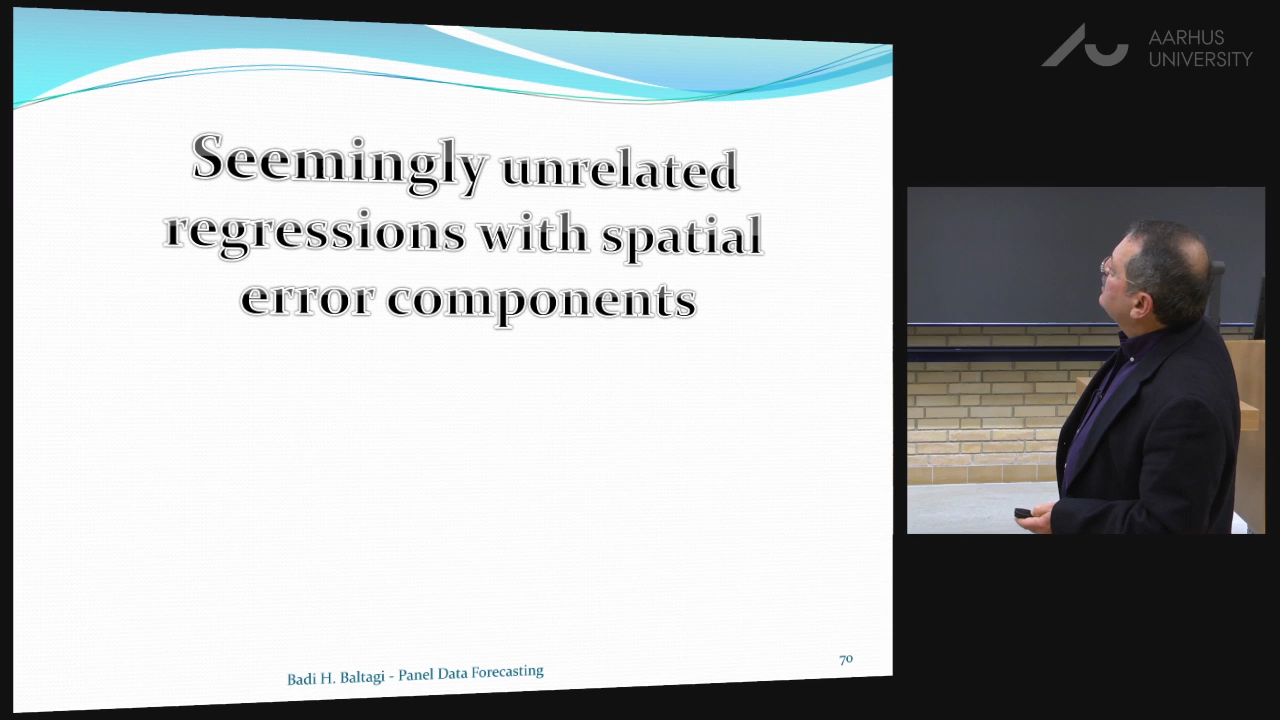 AARHUS
UNIVERSITY
Seemingly unrelated
regressions with spatial
error components
Badi H. Baltagi - Panel Data Forecasting
70